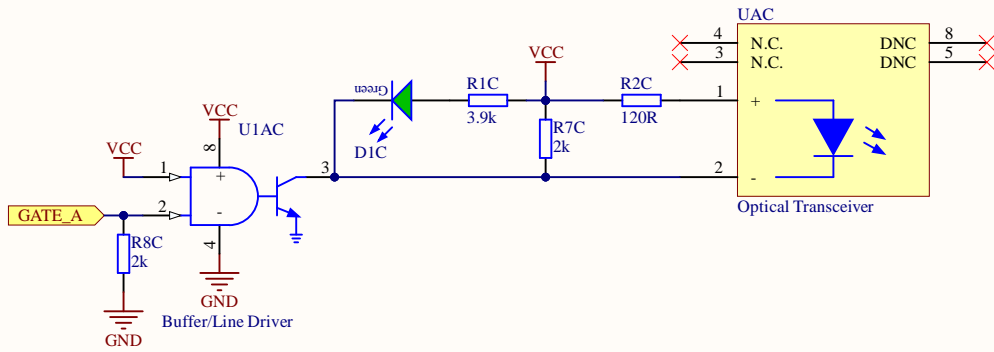 UAC
4 N.C. DNC 8
3 N.C. DNC 5
VCC
Green
R1C
3.9k
R2C
120R
1 +
D1C
R7C
2k
VCC
U1AC
8
VCC
1 +
3
2 -
GATE_A
2 -
4
R8C
2k
Optical Transceiver
GND
Buffer/Line Driver
GND